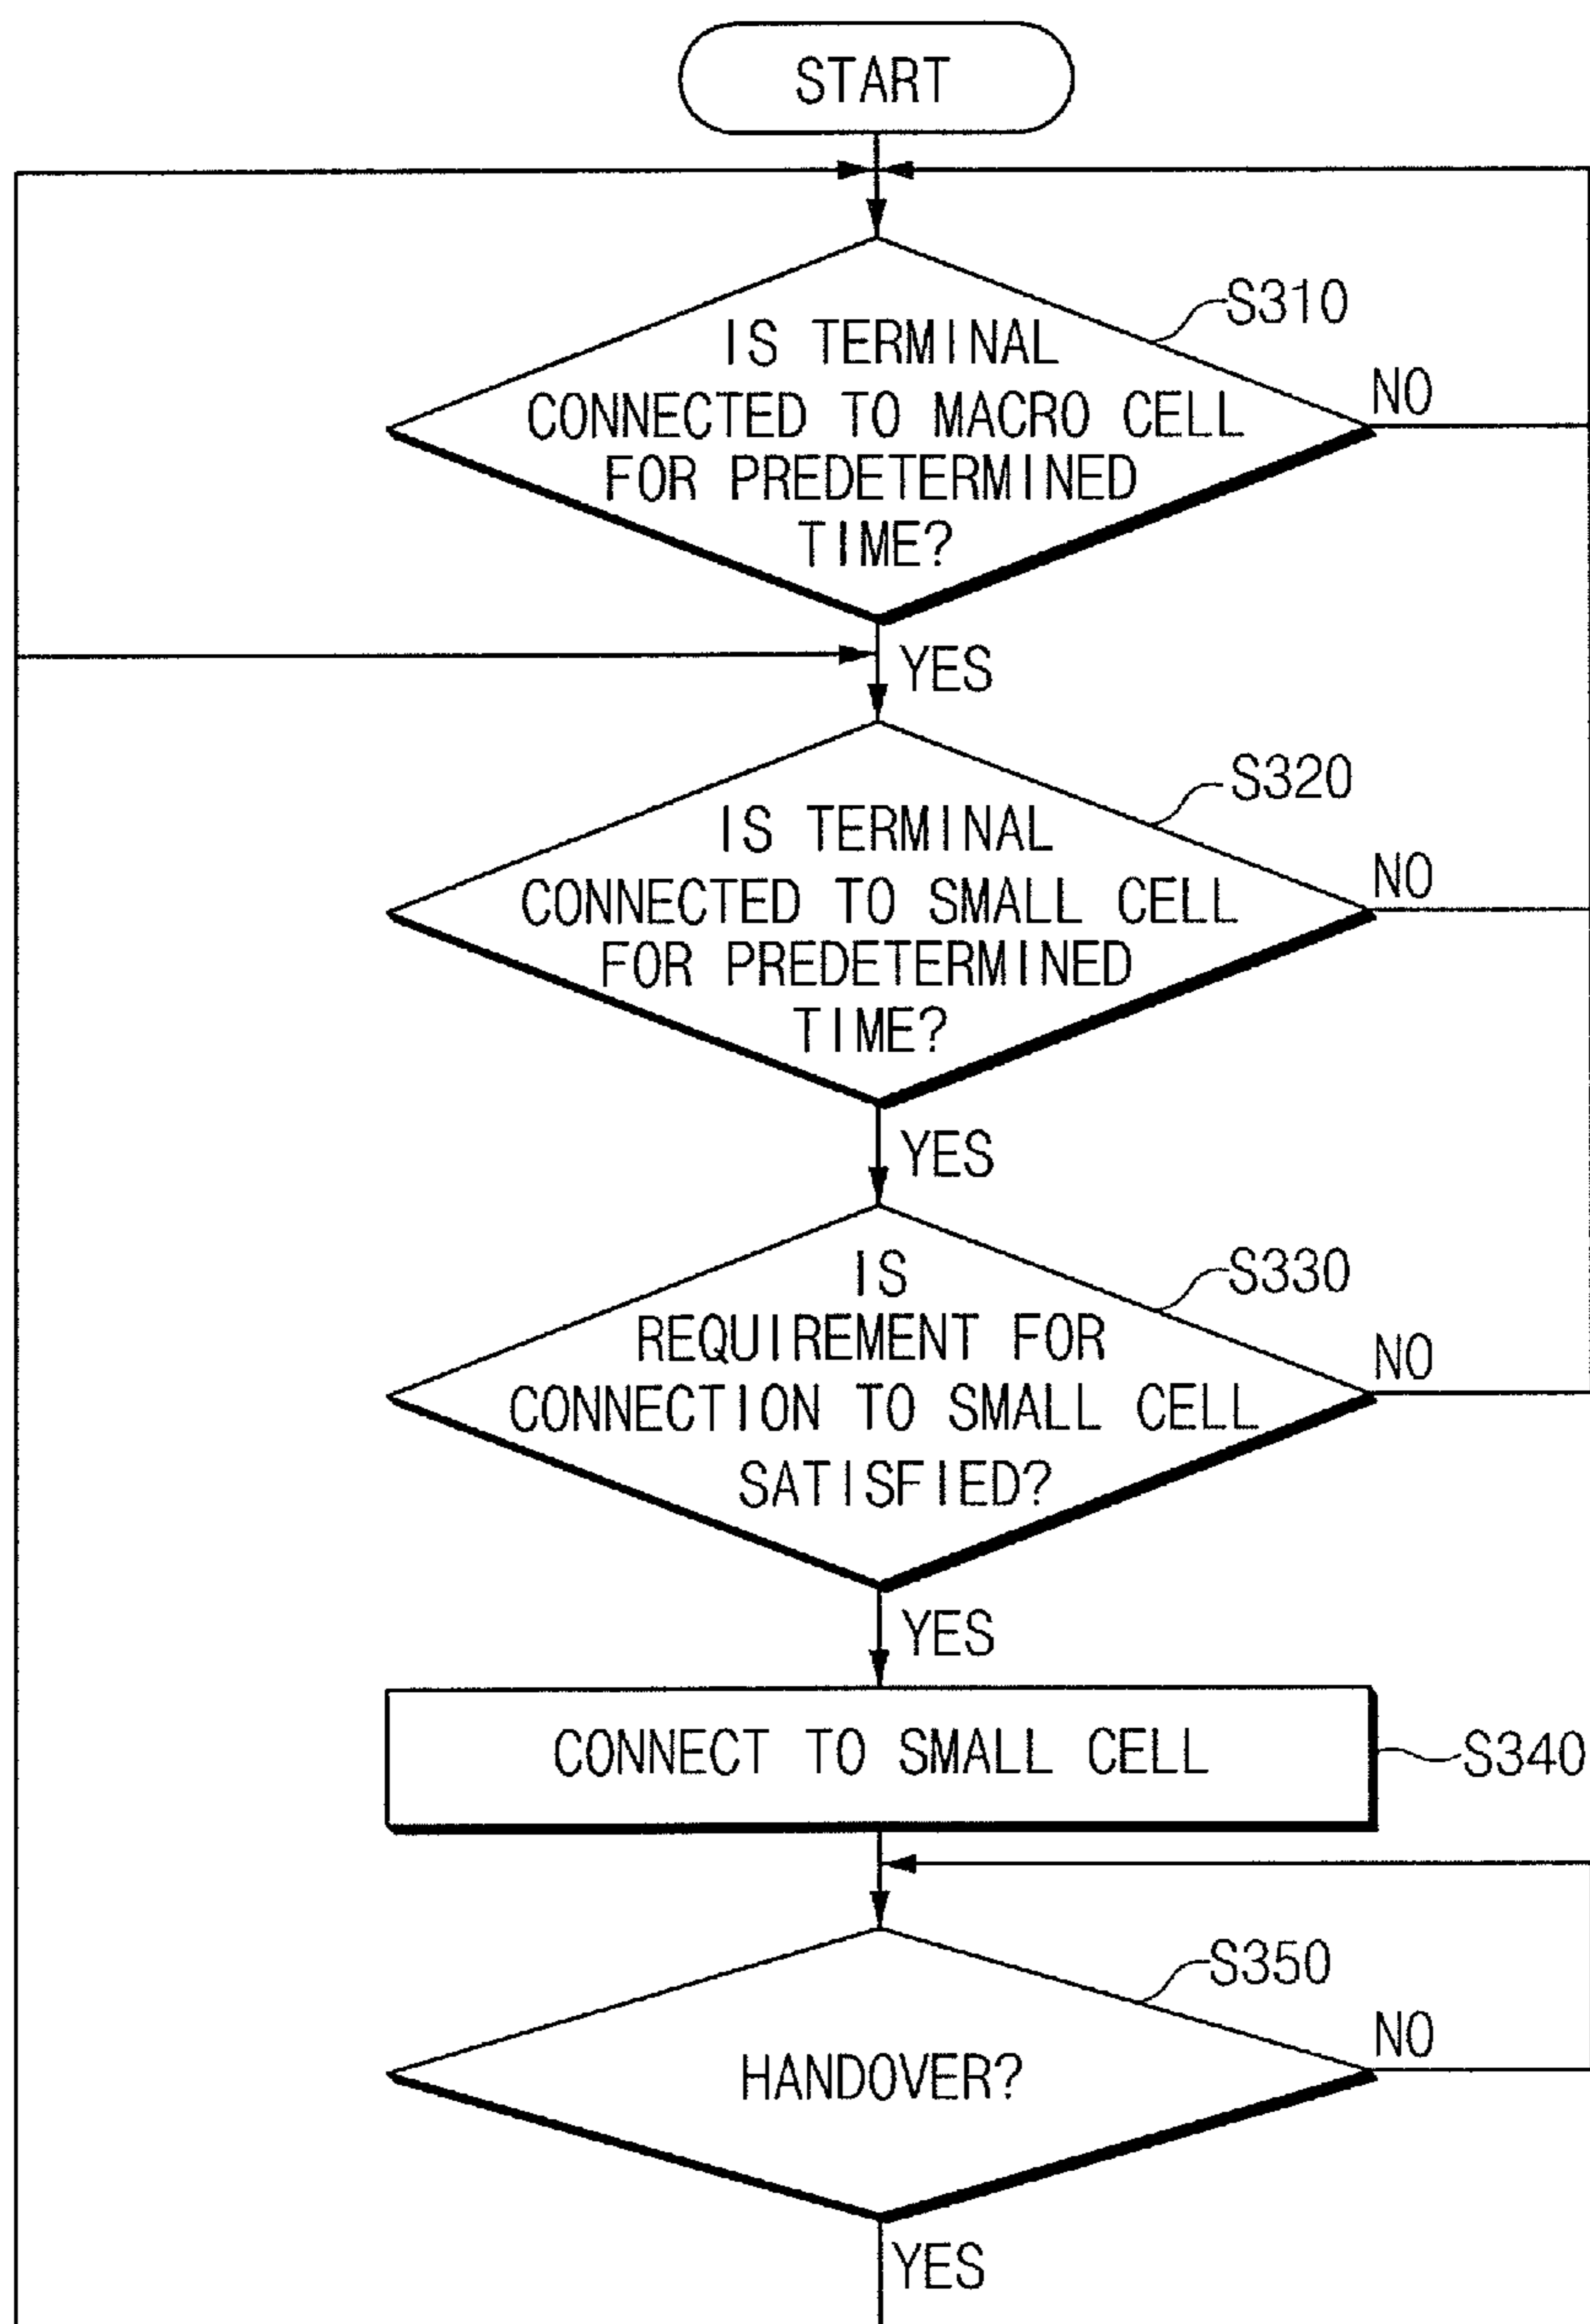 START
S310
IS TERMINAL
CONNECTED TO MACRO CELL
FOR PREDETERMINED
TIME?
NO
YES
S320
IS TERMINAL
CONNECTED TO SMALL CELL
FOR PREDETERMINED
TIME?
NO
YES
S330
IS
REQUIREMENT FOR
CONNECTION TO SMALL CELL
SATISFIED?
NO
YES
CONNECT TO SMALL CELL
S340
S350
HANDOVER?
NO
YES